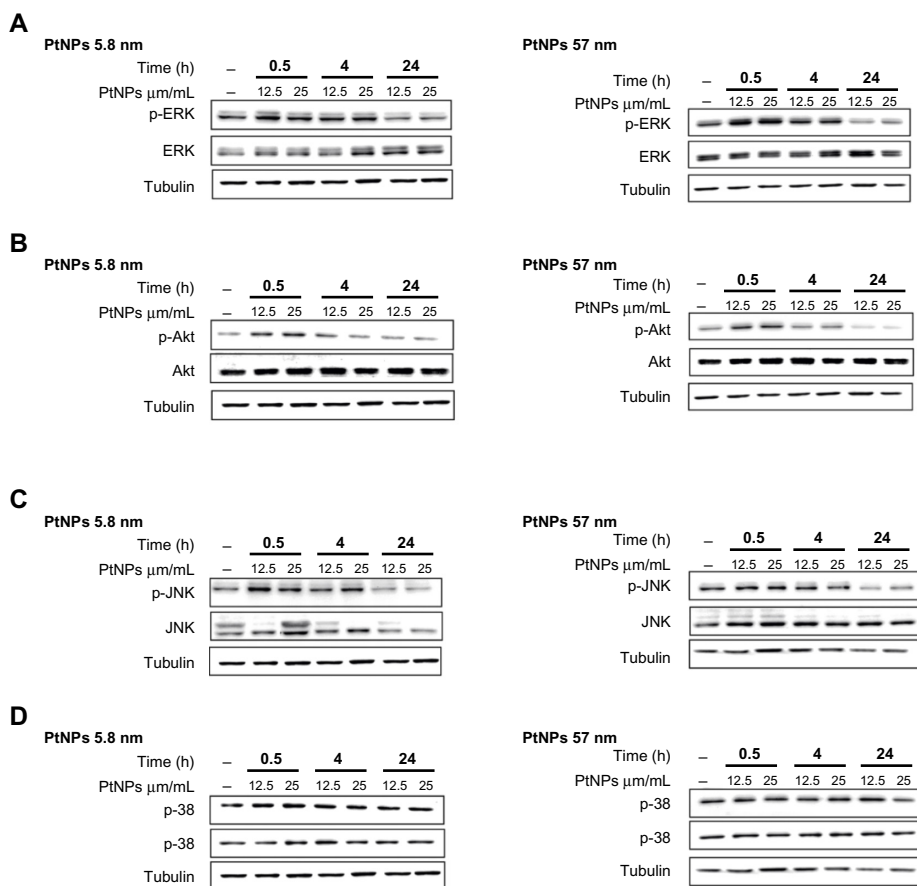 A
PtNPs 5.8 nm
Time (h) – 0.5 4 24
PtNPs μm/mL 12.5 25 12.5 25 12.5 25
p-ERK
ERK
Tubulin
PtNPs 57 nm
Time (h) – 0.5 4 24
PtNPs μm/mL – 12.5 25 12.5 25 12.5 25
p-ERK
ERK
Tubulin
B
PtNPs 5.8 nm
Time (h) – 0.5 4 24
PtNPs μm/mL 12.5 25 12.5 25 12.5 25
p-Akt
Akt
Tubulin
PtNPs 57 nm
Time (h) – 0.5 4 24
PtNPs μm/mL – 12.5 25 12.5 25 12.5 25
p-Akt
Akt
Tubulin
C
PtNPs 5.8 nm
Time (h) – 0.5 4 24
PtNPs μm/mL 12.5 25 12.5 25 12.5 25
p-JNK
JNK
Tubulin
PtNPs 57 nm
Time (h) – 0.5 4 24
PtNPs μm/mL – 12.5 25 12.5 25 12.5 25
p-JNK
JNK
Tubulin
D
PtNPs 5.8 nm
Time (h) – 0.5 4 24
PtNPs μm/mL 12.5 25 12.5 25 12.5 25
p-38
p-38
Tubulin
PtNPs 57 nm
Time (h) – 0.5 4 24
PtNPs μm/mL 12.5 25 12.5 25 12.5 25
p-38
p-38
Tubulin